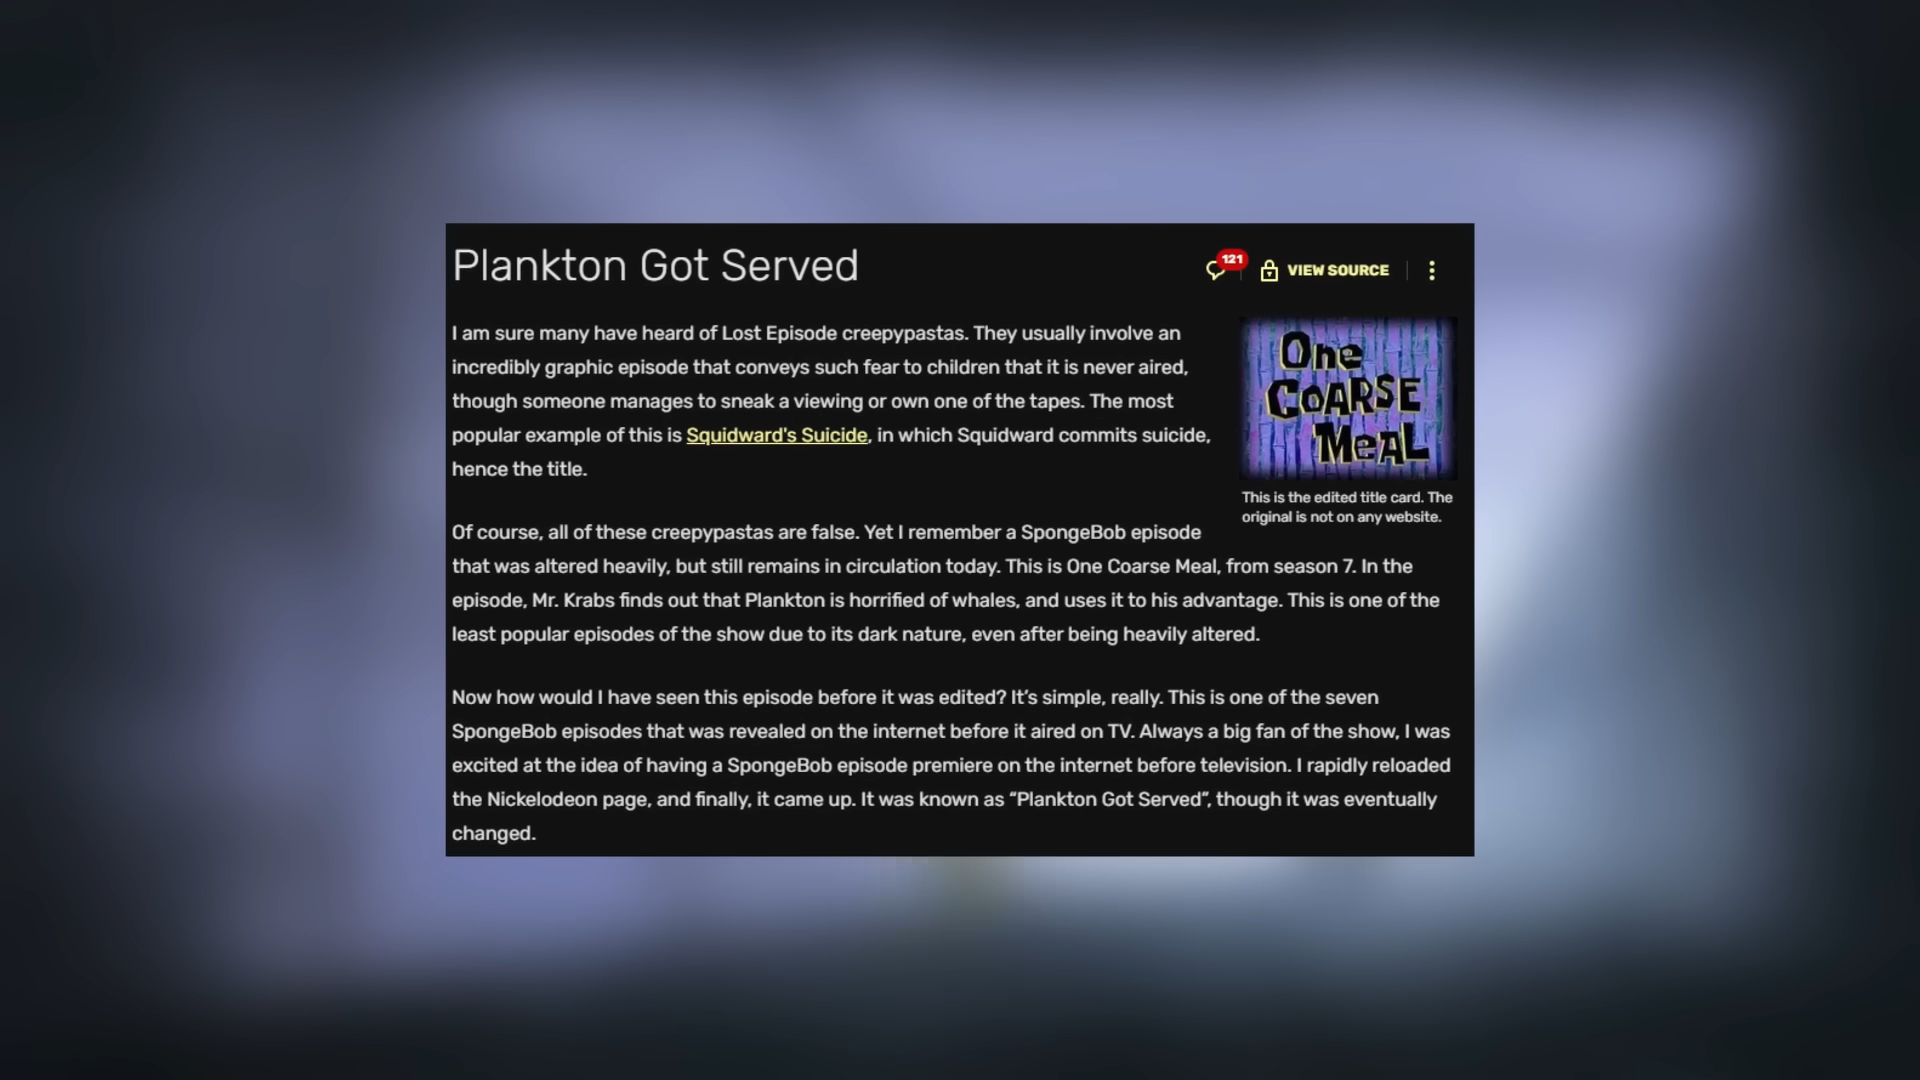 Plankton Got Served
121
VIEW SOURCE
I am sure many have heard of Lost Episode creepypastas. They usually involve an
incredibly graphic episode that conveys such fear to children that it is never aired,
though someone manages to sneak a viewing or own one of the tapes. The most
popular example of this is Squidward's Suicide, in which Squidward commits suicide,
hence the title.
One
COARSE
MEAL
This is the edited title card. The
original is not on any website.
Of course, all of these creepypastas are false. Yet I remember a SpongeBob episode
that was altered heavily, but still remains in circulation today. This is One Coarse Meal, from season 7. In the
episode, Mr. Krabs finds out that Plankton is horrified of whales, and uses it to his advantage. This is one of the
least popular episodes of the show due to its dark nature, even after being heavily altered.
Now how would I have seen this episode before it was edited? It’s simple, really. This is one of the seven
SpongeBob episodes that was revealed on the internet before it aired on TV. Always a big fan of the show, I was
excited at the idea of having a SpongeBob episode premiere on the internet before television. I rapidly reloaded
the Nickelodeon page, and finally, it came up. It was known as “Plankton Got Served”, though it was eventually
changed.